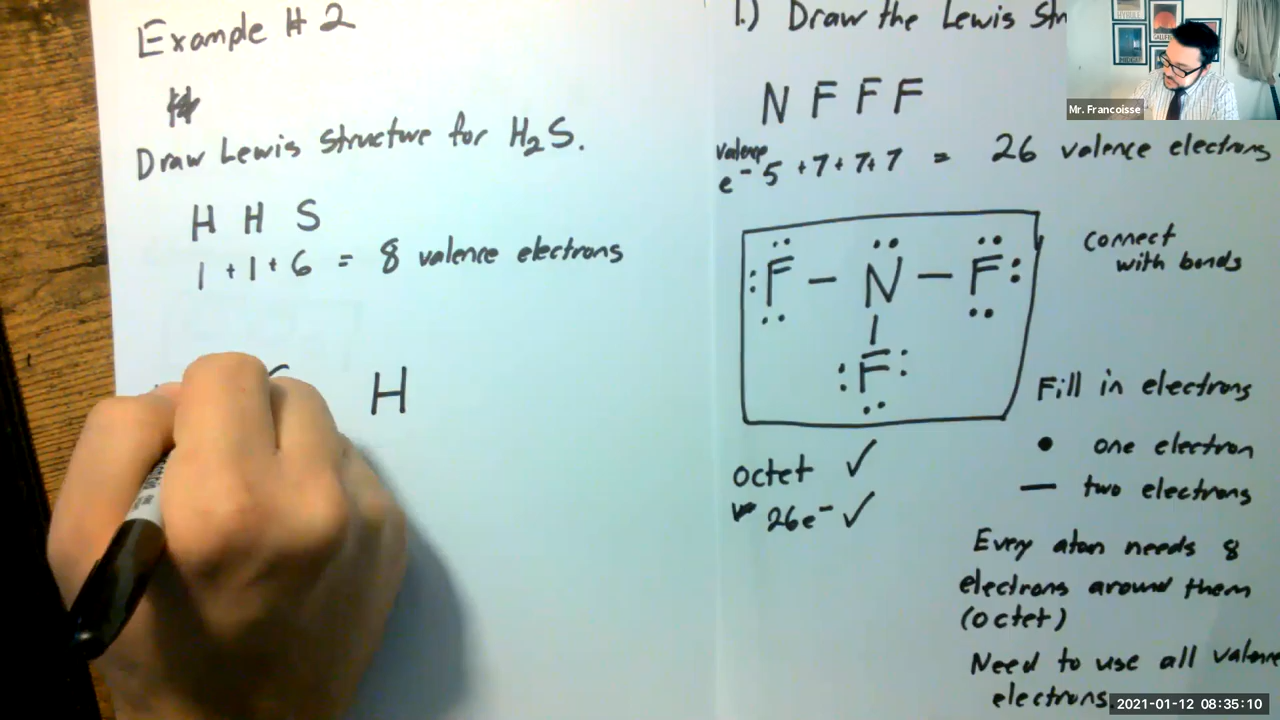 Example # 2
Draw Lewis Structure for H2S.
H H S
1 + 1 + 6 = 8 valence electrons
H
1.) Draw the Lewis
N F F F
valence
e- 5 + 7 + 7 + 7 = 26 valence electrons
F - N - F
F
Connect
with bonds
Fill in electrons
• one electron
— two electrons
octet ✓
26e- ✓
Every atom needs 8
electrons around them
(octet)
Need to use all valence
electrons.
Mr. Francoisse
2021-01-12 08:35:10